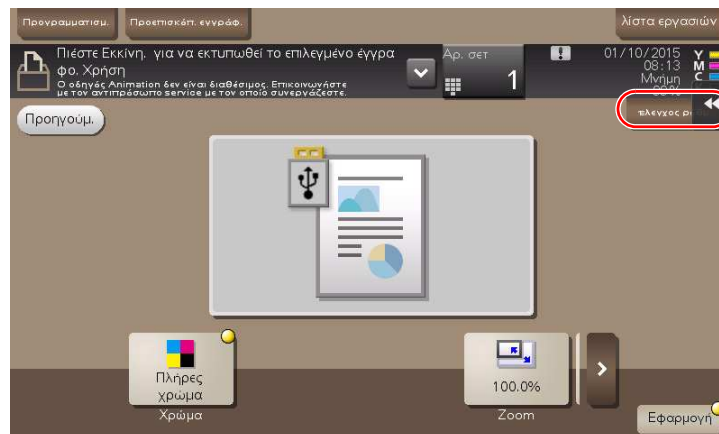 Προγραμματισμ.
Προεπισκόπ. εγγράφ.
λίστα εργασιών
Πιέστε Εκκίνη. για να εκτυπωθεί το επιλεγμένο έγγρα
φο. Χρήση
Ο οδηγός Animation δεν είναι διαθέσιμος. Επικοινωνήστε
με τον αντιπρόσωπο service με τον οποίο συνεργάζεστε.
Αρ. σετ
1
01/10/2015
08:13
Μνήμη
Y
M
C
Προηγούμ.
Πλήρες
χρώμα
Χρώμα
100.0%
Zoom
Εφαρμογή